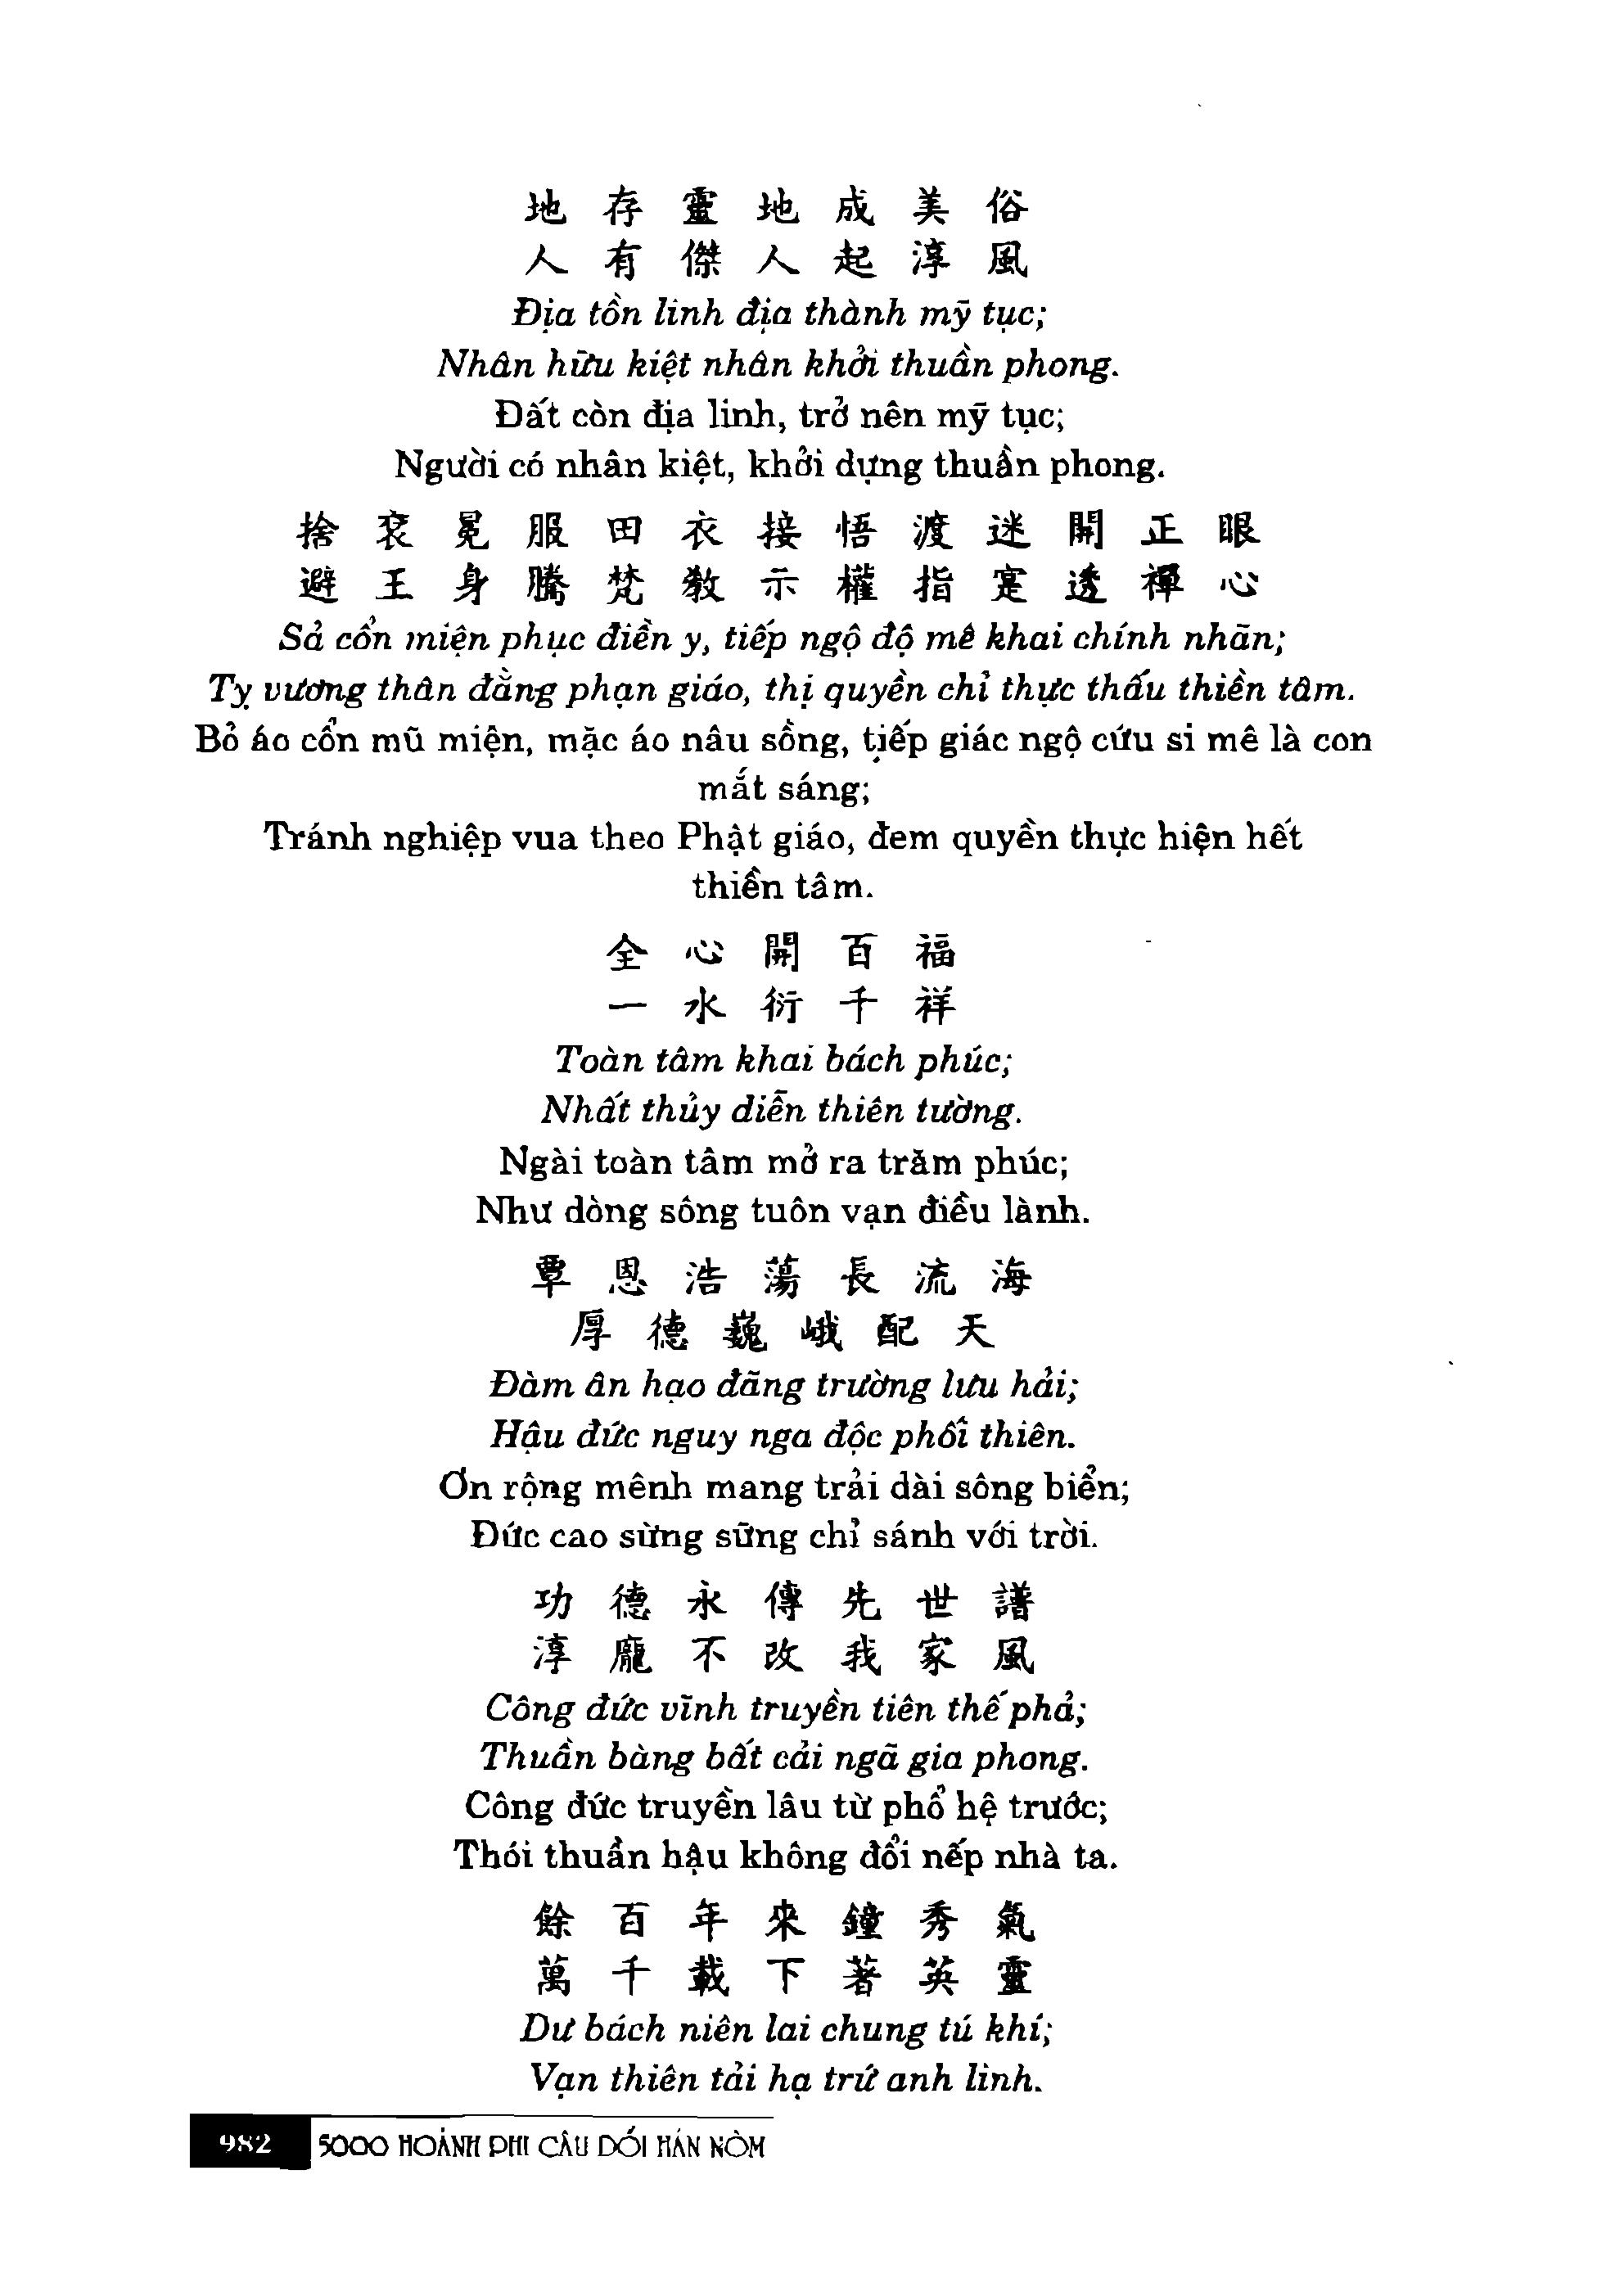 地存靈地成美俗
人有傑人起淳風
Địa tồn linh địa thành mỹ tục;
Nhân hữu kiệt nhân khởi thuần phong.
Đất còn địa linh, trở nên mỹ tục;
Người có nhân kiệt, khởi dựng thuần phong.
捨袞冕服田衣接悟渡迷開正眼
避王身騰梵教示權指寔透禪心
Sả cổn miện phục điền y, tiếp ngộ độ mê khai chính nhãn;
Tỵ vương thân đằng phạn giáo, thị quyền chỉ thực thấu thiền tâm.
Bỏ áo cổn mũ miện, mặc áo nâu sồng, tiếp giác ngộ cứu si mê là con
mắt sáng;
Tránh nghiệp vua theo Phật giáo, đem quyền thực hiện hết
thiền tâm.
全心開百福
一水衍千祥
Toàn tâm khai bách phúc;
Nhất thủy diễn thiên tường.
Ngài toàn tâm mở ra trăm phúc;
Như dòng sông tuôn vạn điều lành.
覃恩浩蕩長流海
厚德巍峨配天
Đàm ân hạo đãng trường lưu hải;
Hậu đức nguy nga độc phối thiên.
Ơn rộng mênh mang trải dài sông biển;
Đức cao sừng sững chỉ sánh với trời.
功德永傳先世譜
淳龐不改我家風
Công đức vĩnh truyền tiên thế phả;
Thuần bàng bất cải ngã gia phong.
Công đức truyền lâu từ phổ hệ trước;
Thói thuần hậu không đổi nếp nhà ta.
餘百年來鐘秀氣
萬千載下著英靈
Dư bách niên lai chung tú khí;
Vạn thiên tải hạ trứ anh linh.
982 5000 HOÀNH PHI CÂU ĐỐI HÁN NÔM